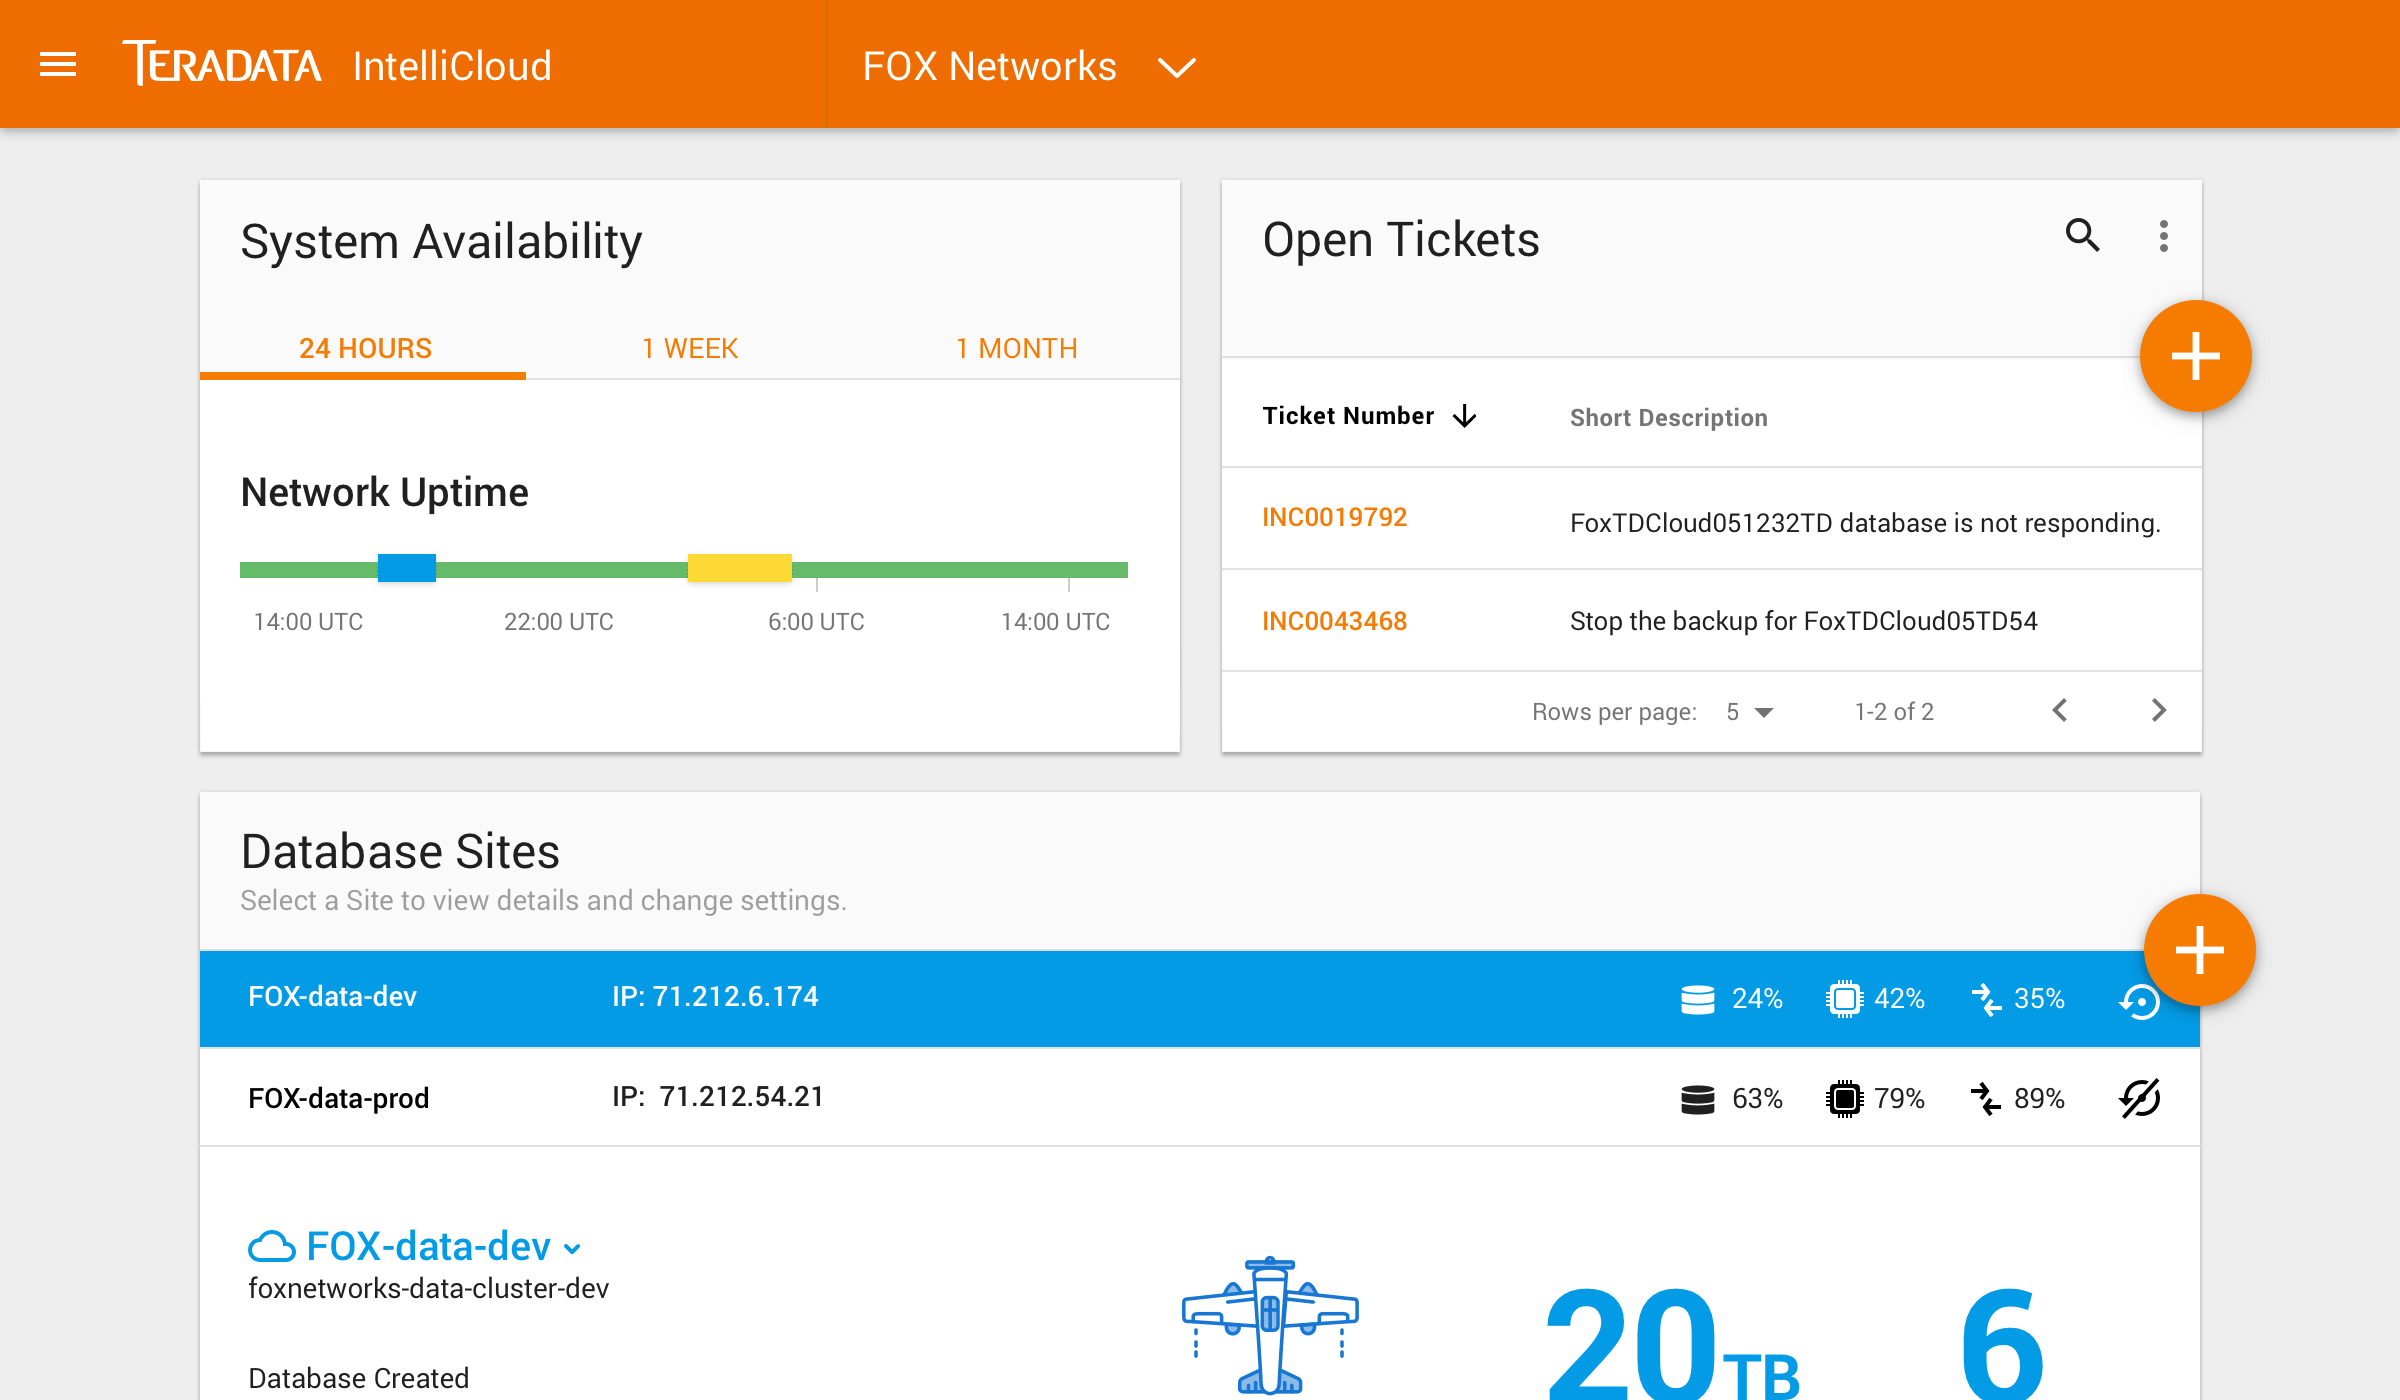 TERADATA IntelliCloud FOX Networks
System Availability
24 HOURS 1 WEEK 1 MONTH
Network Uptime
14:00 UTC 22:00 UTC 6:00 UTC 14:00 UTC
Open Tickets
Ticket Number Short Description
INC0019792 FoxTDCloud051232TD database is not responding.
INC0043468 Stop the backup for FoxTDCloud05TD54
Rows per page: 5 1-2 of 2
Database Sites
Select a Site to view details and change settings.
FOX-data-dev IP: 71.212.6.174 24% 42% 35%
FOX-data-prod IP: 71.212.54.21 63% 79% 89%
FOX-data-dev
foxnetworks-data-cluster-dev
Database Created
20TB 6